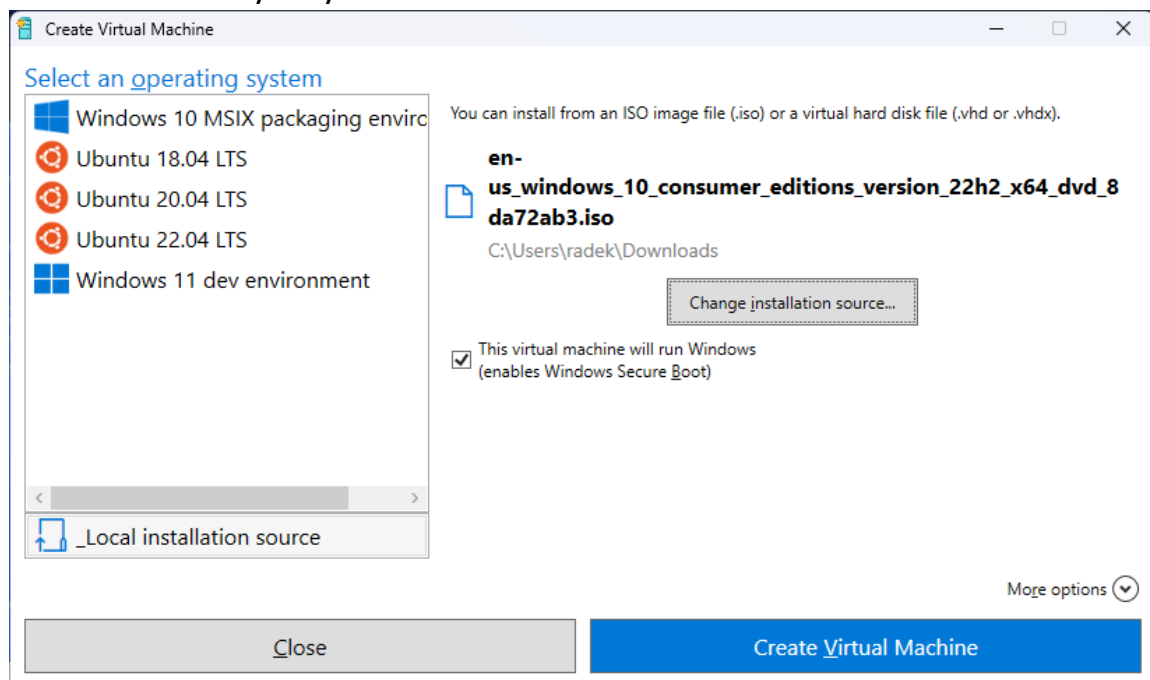 Create Virtual Machine
Select an operating system
Windows 10 MSIX packaging enviro
Ubuntu 18.04 LTS
Ubuntu 20.04 LTS
Ubuntu 22.04 LTS
Windows 11 dev environment
_Local installation source
You can install from an ISO image file (.iso) or a virtual hard disk file (.vhd or .vhdx).
en-
us_windows_10_consumer_editions_version_22h2_x64_dvd_8
da72ab3.iso
C:\Users\radek\Downloads
Change installation source...
This virtual machine will run Windows
(enables Windows Secure Boot)
More options
Close
Create Virtual Machine